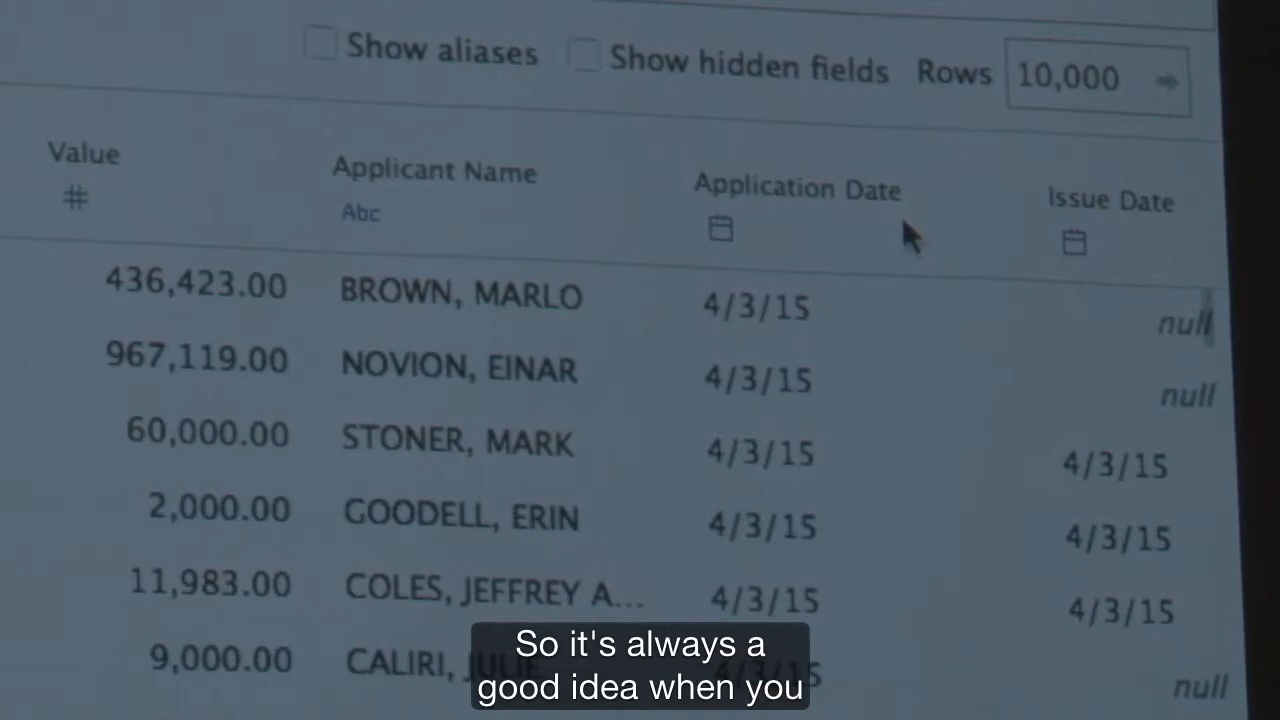 Show aliases Show hidden fields Rows 10,000
Value Applicant Name Application Date Issue Date
# Abc
436,423.00 BROWN, MARLO 4/3/15 null
967,119.00 NOVION, EINAR 4/3/15 null
60,000.00 STONER, MARK 4/3/15 4/3/15
2,000.00 GOODELL, ERIN 4/3/15 4/3/15
11,983.00 COLES, JEFFREY A... 4/3/15 4/3/15
9,000.00 CALIRI, JULIE 4/3/15 null
So it's always a
good idea when you